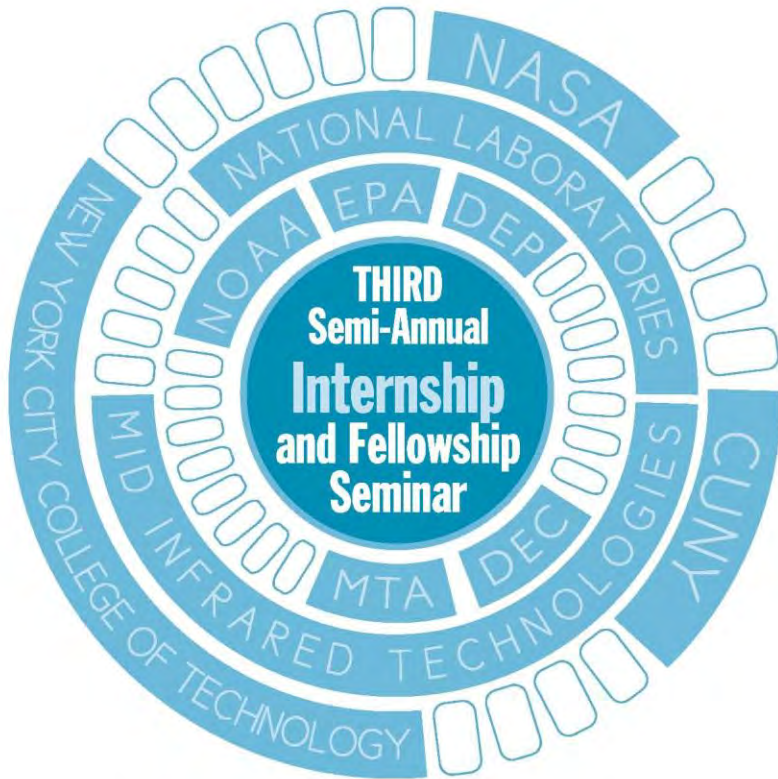 THIRD
Semi-Annual
Internship
and Fellowship
Seminar
NOAA
EPA
DEP
DEC
MTA
NATIONAL LABORATORIES
MID INFRARED TECHNOLOGIES
NASA
CUNY
NEW YORK CITY COLLEGE OF TECHNOLOGY